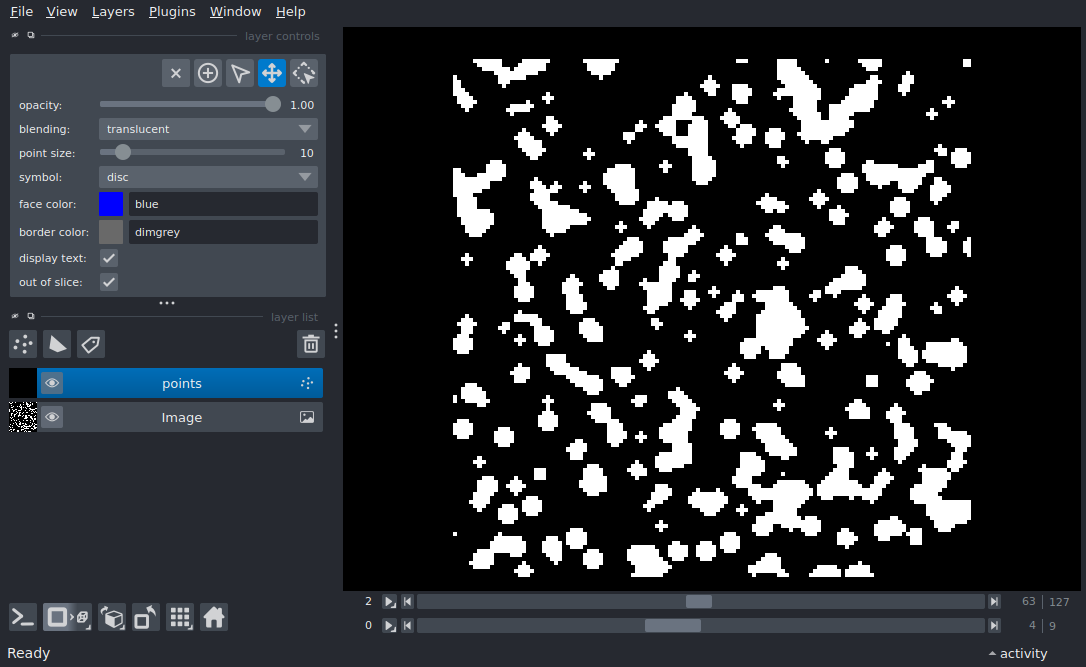 File View Layers Plugins Window Help
layer controls
opacity: 1.00
blending: translucent
point size: 10
symbol: disc
face color: blue
border color: dimgrey
display text:
out of slice:
layer list
points
Image
2 63 | 127
0 4 | 9
Ready activity